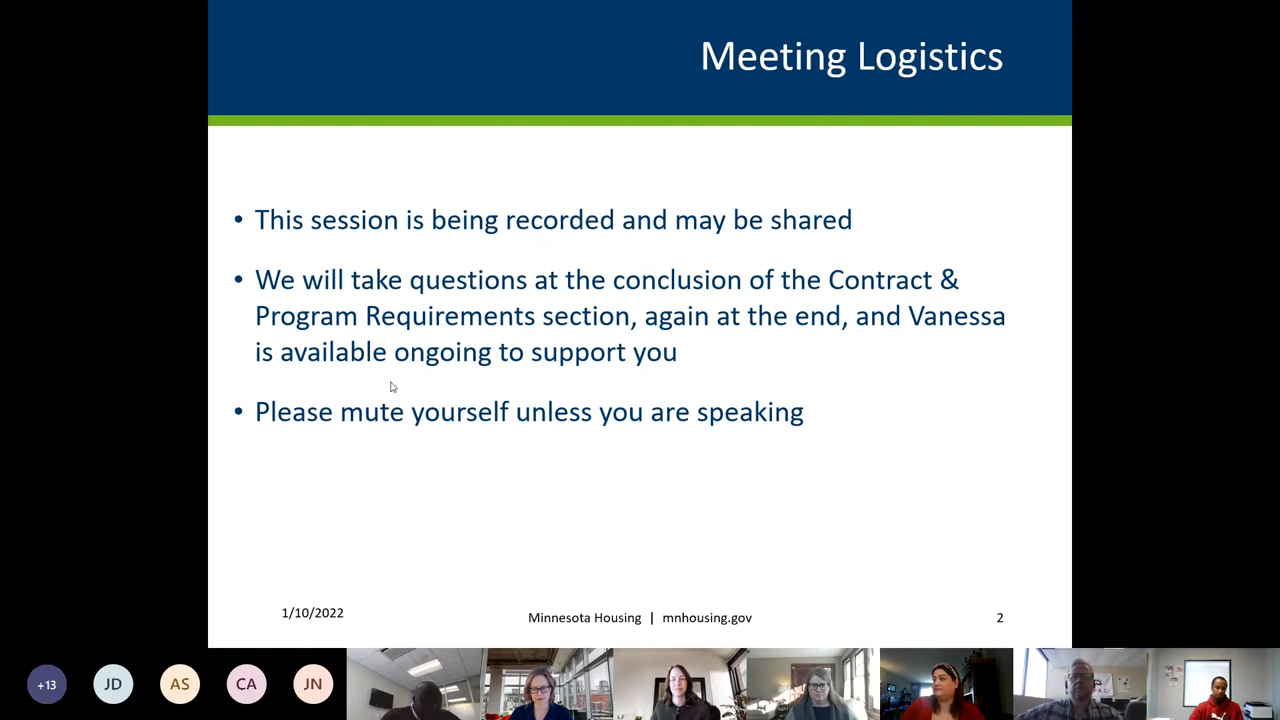 Meeting Logistics
• This session is being recorded and may be shared
• We will take questions at the conclusion of the Contract &
Program Requirements section, again at the end, and Vanessa
is available ongoing to support you
• Please mute yourself unless you are speaking
1/10/2022
Minnesota Housing | mnhousing.gov
2
+13
JD
AS
CA
JN